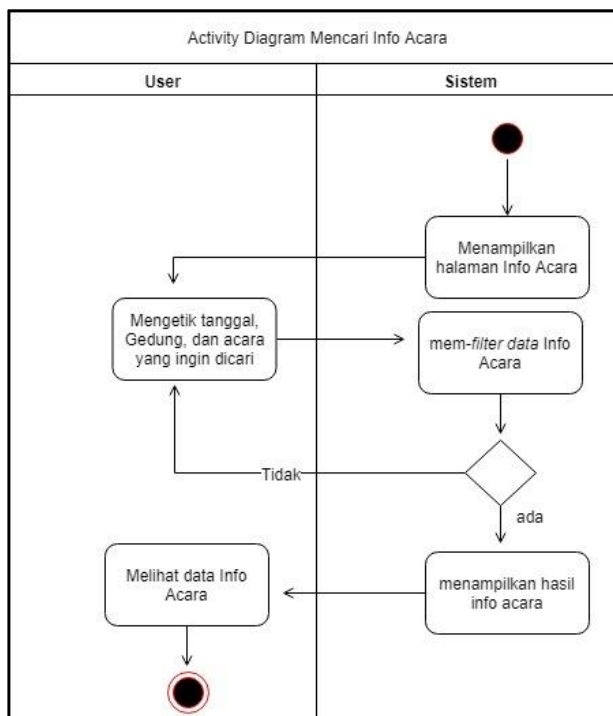 Activity Diagram Mencari Info Acara
User
Sistem
Menampilkan
halaman Info Acara
Mengetik tanggal,
Gedung, dan acara
yang ingin dicari
mem-filter data Info
Acara
Tidak
ada
Melihat data Info
Acara
menampilkan hasil
info acara